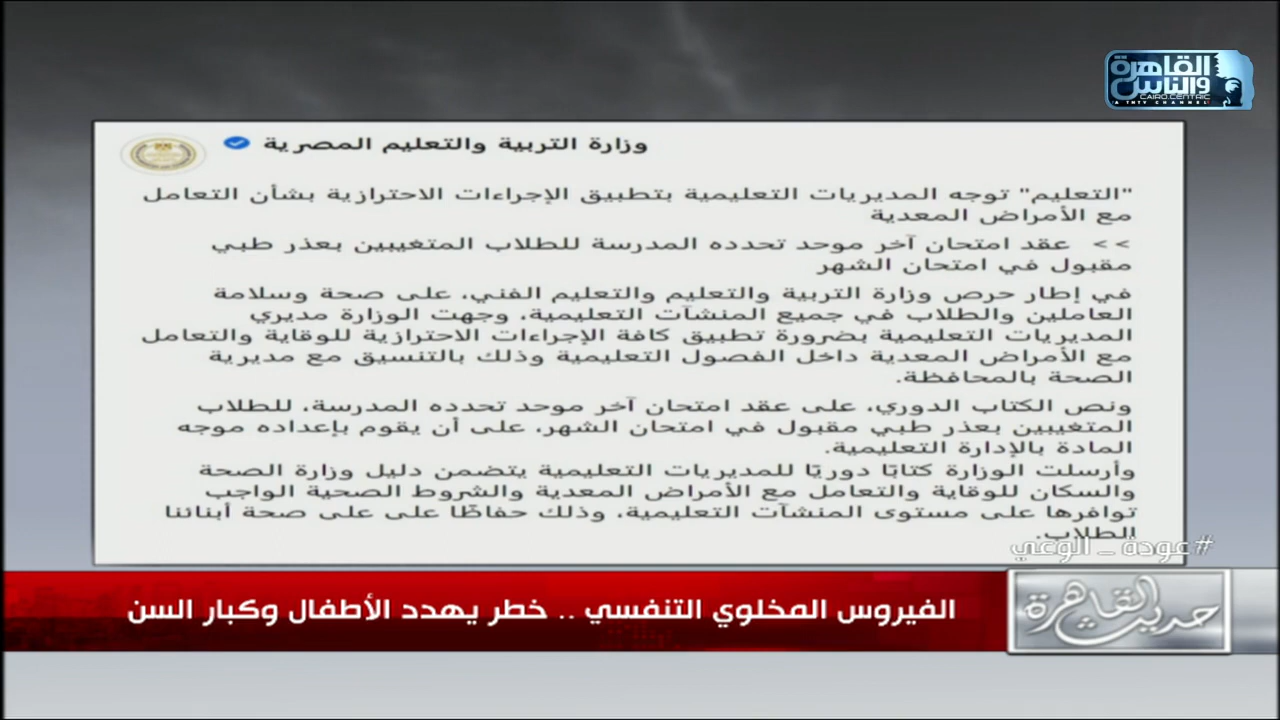 القاهرة
والناس
CAIRO.CENTRIC
A TNTV CHANNEL
وزارة التربية والتعليم المصرية
"التعليم" توجه المديريات التعليمية بتطبيق الإجراءات الاحترازية بشأن التعامل
مع الأمراض المعدية
>> عقد امتحان آخر موحد تحدده المدرسة للطلاب المتغيبين بعذر طبي
مقبول في امتحان الشهر
في إطار حرص وزارة التربية والتعليم والتعليم الفني، على صحة وسلامة
العاملين والطلاب في جميع المنشآت التعليمية، وجهت الوزارة مديري
المديريات التعليمية بضرورة تطبيق كافة الإجراءات الاحترازية للوقاية والتعامل
مع الأمراض المعدية داخل الفصول التعليمية وذلك بالتنسيق مع مديرية
الصحة بالمحافظة.
ونص الكتاب الدوري، على عقد امتحان آخر موحد تحدده المدرسة، للطلاب
المتغيبين بعذر طبي مقبول في امتحان الشهر، على أن يقوم بإعداده موجه
المادة بالإدارة التعليمية.
وأرسلت الوزارة كتابًا دوريًا للمديريات التعليمية يتضمن دليل وزارة الصحة
والسكان للوقاية والتعامل مع الأمراض المعدية والشروط الصحية الواجب
توافرها على مستوى المنشآت التعليمية، وذلك حفاظًا على على صحة أبنائنا
الطلاب.
#عودة_الوعي
حديث القاهرة
الفيروس المخلوي التنفسي .. خطر يهدد الأطفال وكبار السن